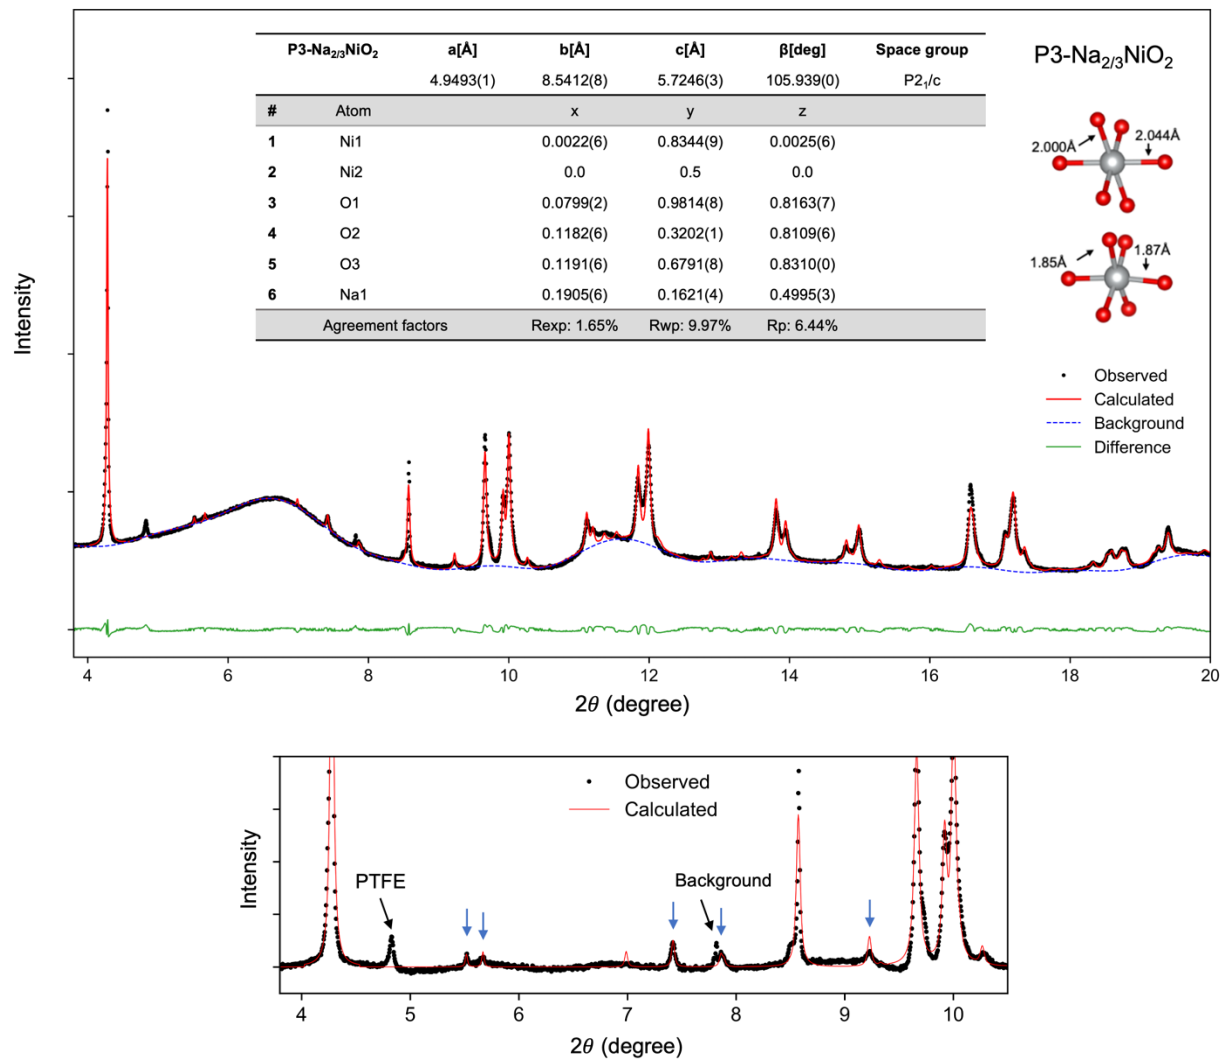 P3-Na2/3NiO2 a[Å] b[Å] c[Å] β[deg] Space group
4.9493(1) 8.5412(8) 5.7246(3) 105.939(0) P21/c
# Atom x y z
1 Ni1 0.0022(6) 0.8344(9) 0.0025(6)
2 Ni2 0.0 0.5 0.0
3 O1 0.0799(2) 0.9814(8) 0.8163(7)
4 O2 0.1182(6) 0.3202(1) 0.8109(6)
5 O3 0.1191(6) 0.6791(8) 0.8310(0)
6 Na1 0.1905(6) 0.1621(4) 0.4995(3)
Agreement factors Rexp: 1.65% Rwp: 9.97% Rp: 6.44%
P3-Na2/3NiO2
2.000Å 2.044Å
1.85Å 1.87Å
Observed
Calculated
Background
Difference
Intensity
4 6 8 10 12 14 16 18 20
2θ (degree)
Observed
Calculated
PTFE
Background
Intensity
4 5 6 7 8 9 10
2θ (degree)